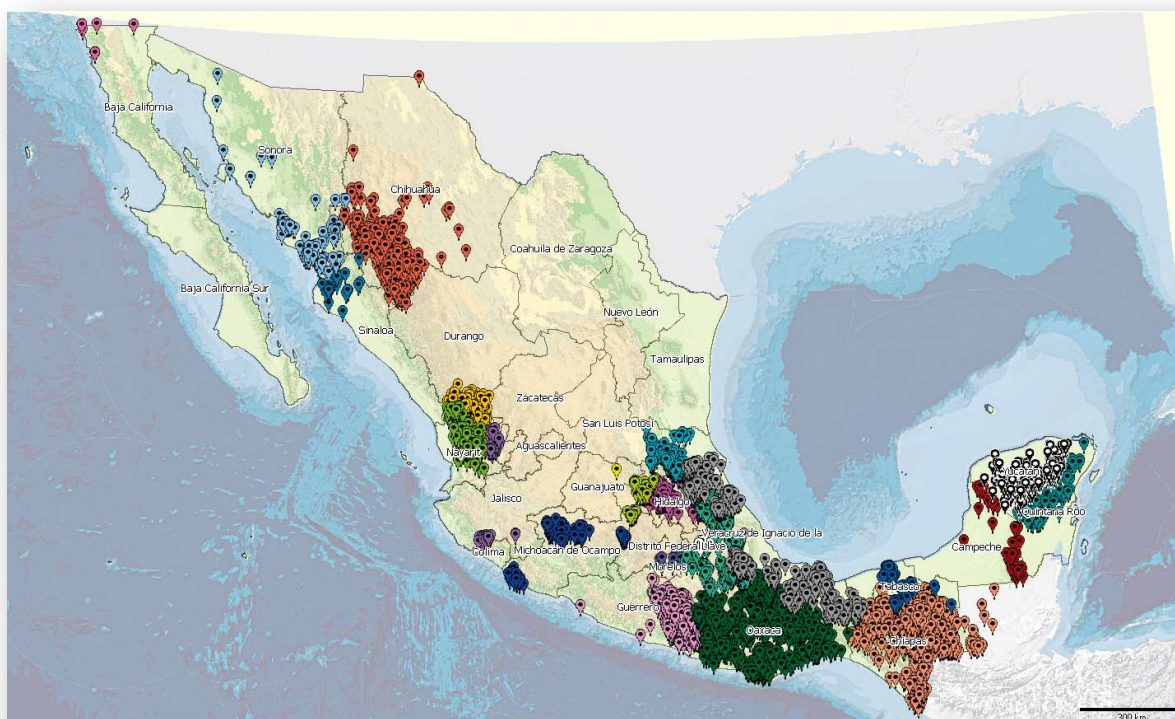 Baja California
Sonora
Chihuahua
Coahuila de Zaragoza
Baja California Sur
Nuevo León
Sinaloa
Durango
Tamaulipas
Zacatecas
San Luis Potosí
Aguascalientes
Nayarit
Yucatán
Guanajuato
Jalisco
Hidalgo
Quintana Roo
Veracruz de Ignacio de la
Llave
Colima
Michoacán de Ocampo
Distrito Federal
Campeche
Morelos
Tabasco
Guerrero
Oaxaca
Chiapas
300 km